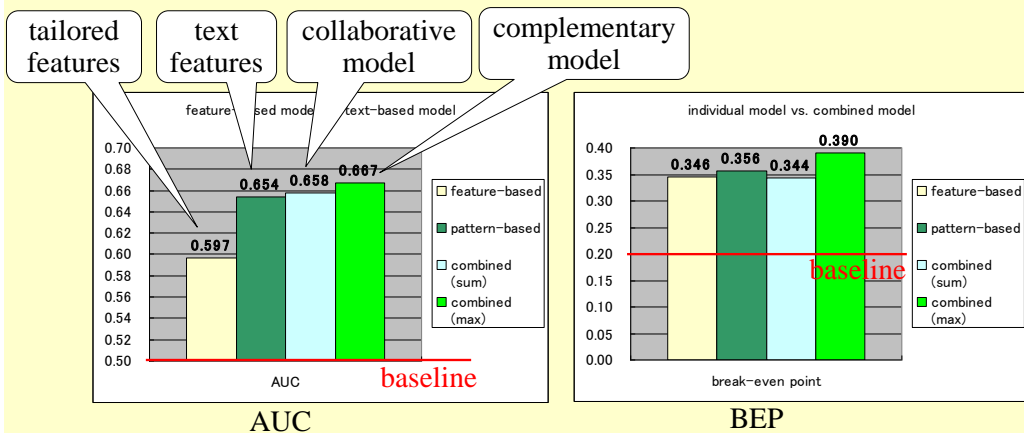 tailored
features
text
features
collaborative
model
complementary
model
feature-based model text-based model
0.70
0.68
0.66
0.64
0.62
0.60
0.58
0.56
0.54
0.52
0.50
0.597
0.654
0.658
0.667
AUC
baseline
feature-based
pattern-based
combined
(sum)
combined
(max)
AUC
individual model vs. combined model
0.40
0.35
0.30
0.25
0.20
0.15
0.10
0.05
0.00
0.346
0.356
0.344
0.390
baseline
break-even point
feature-based
pattern-based
combined
(sum)
combined
(max)
BEP